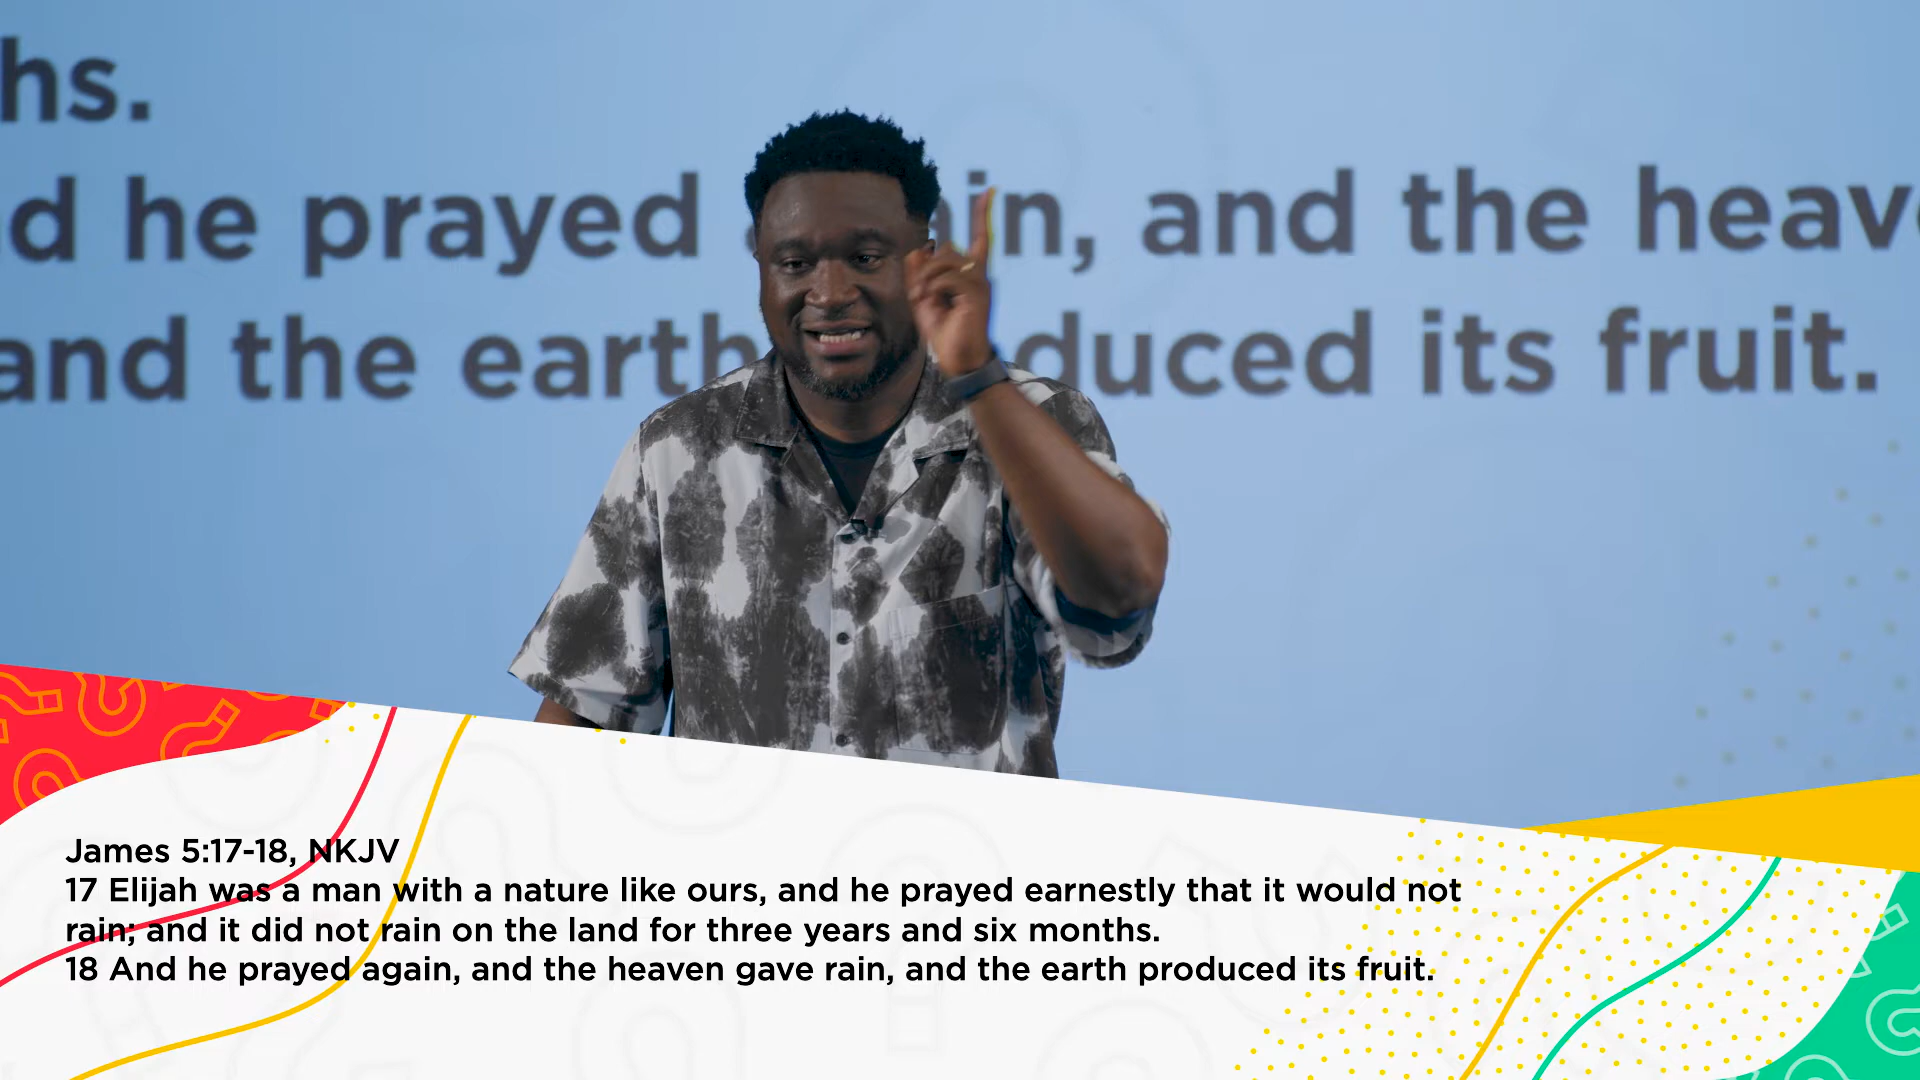 hs.
d he prayed in, and the heav
and the earth duced its fruit.
James 5:17-18, NKJV
17 Elijah was a man with a nature like ours, and he prayed earnestly that it would not
rain; and it did not rain on the land for three years and six months.
18 And he prayed again, and the heaven gave rain, and the earth produced its fruit.